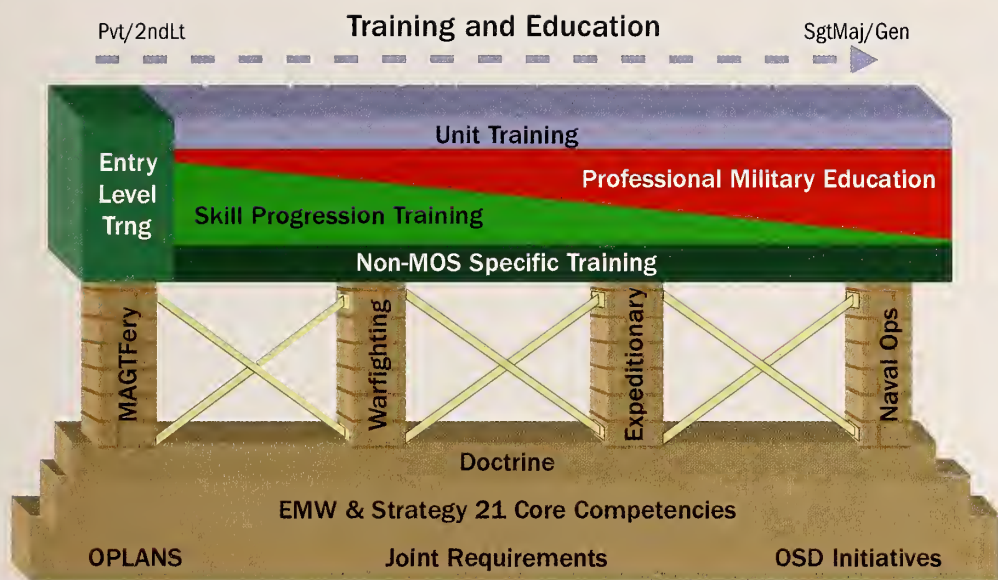 Training and Education
Pvt/2ndLt
SgtMaj/Gen
Unit Training
Entry
Level
Trng
Professional Military Education
Skill Progression Training
Non-MOS Specific Training
MAGTFery
Warfighting
Expeditionary
Naval Ops
Doctrine
EMW & Strategy 21 Core Competencies
OPLANS
Joint Requirements
OSD Initiatives